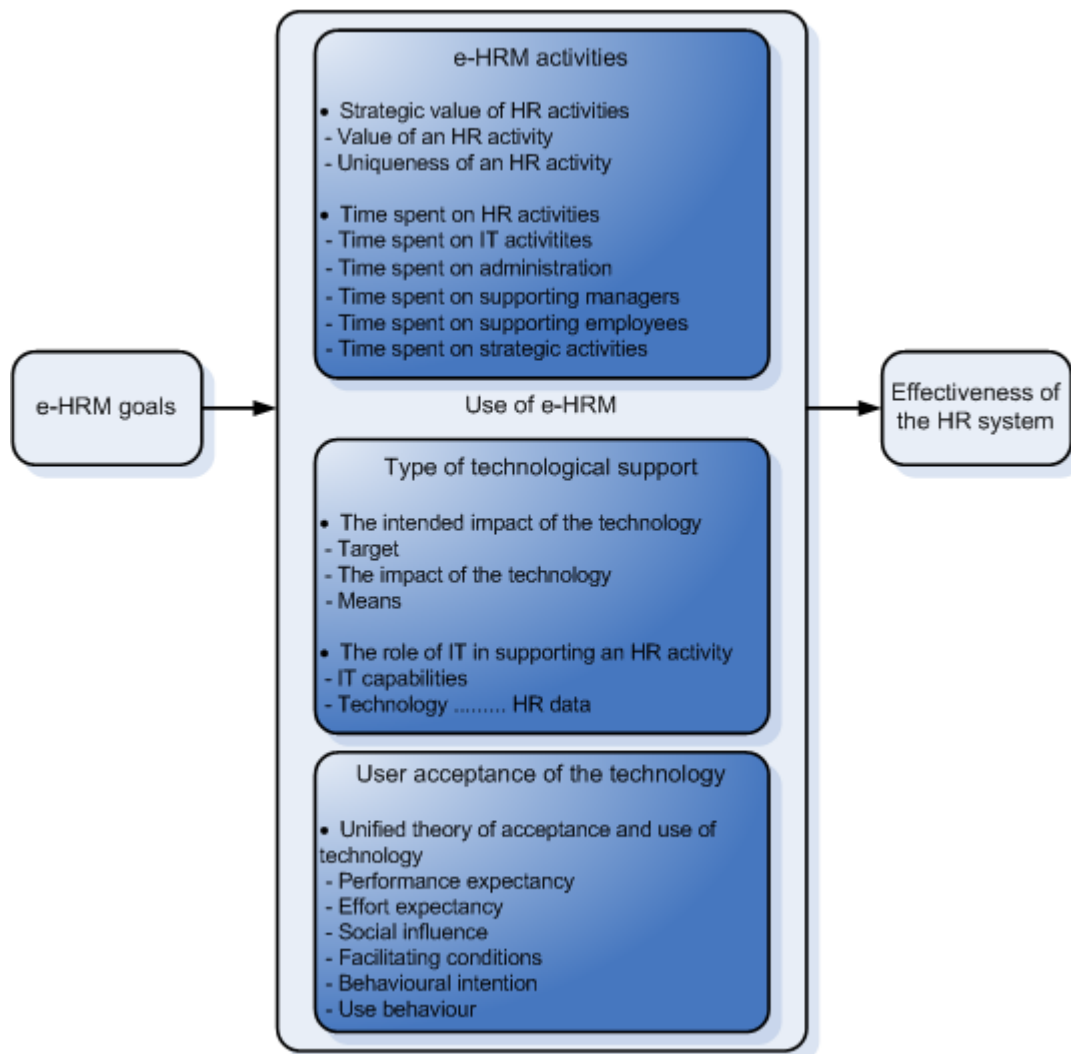 e-HRM goals
e-HRM activities
• Strategic value of HR activities
- Value of an HR activity
- Uniqueness of an HR activity
• Time spent on HR activities
- Time spent on IT activitites
- Time spent on administration
- Time spent on supporting managers
- Time spent on supporting employees
- Time spent on strategic activities
Use of e-HRM
Type of technological support
• The intended impact of the technology
- Target
- The impact of the technology
- Means
• The role of IT in supporting an HR activity
- IT capabilities
- Technology ......... HR data
User acceptance of the technology
• Unified theory of acceptance and use of
technology
- Performance expectancy
- Effort expectancy
- Social influence
- Facilitating conditions
- Behavioural intention
- Use behaviour
Effectiveness of
the HR system